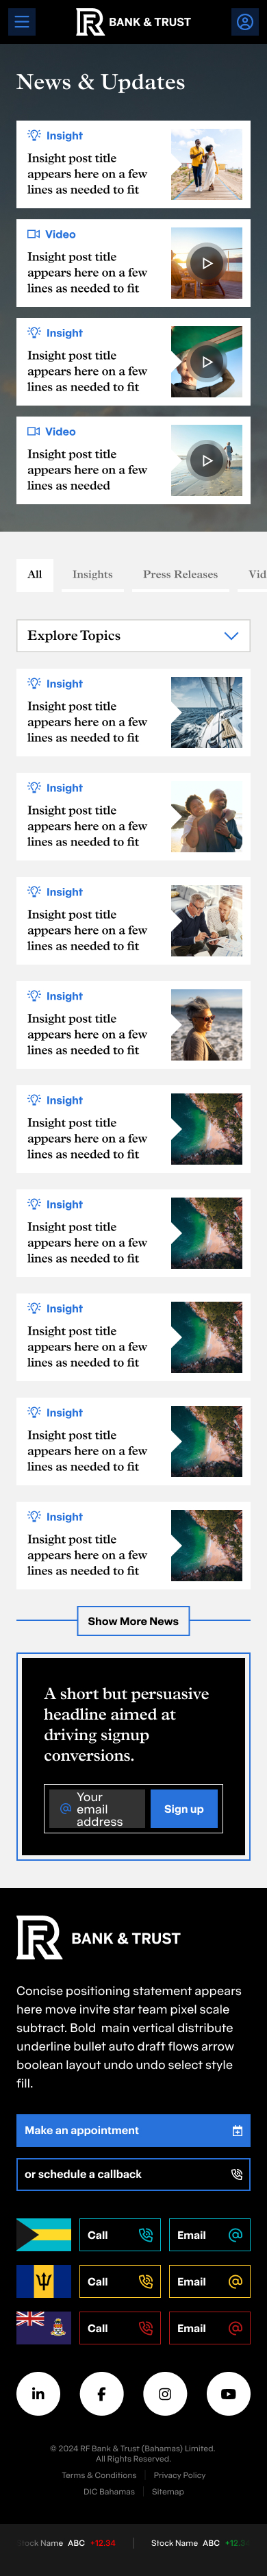 BANK & TRUST
News & Updates
Insight
Insight post title
appears here on a few
lines as needed to fit
Video
Insight post title
appears here on a few
lines as needed to fit
Insight
Insight post title
appears here on a few
lines as needed to fit
Video
Insight post title
appears here on a few
lines as needed
All Insights Press Releases Vid
Explore Topics
Insight
Insight post title
appears here on a few
lines as needed to fit
Insight
Insight post title
appears here on a few
lines as needed to fit
Insight
Insight post title
appears here on a few
lines as needed to fit
Insight
Insight post title
appears here on a few
lines as needed to fit
Insight
Insight post title
appears here on a few
lines as needed to fit
Insight
Insight post title
appears here on a few
lines as needed to fit
Insight
Insight post title
appears here on a few
lines as needed to fit
Insight
Insight post title
appears here on a few
lines as needed to fit
Insight
Insight post title
appears here on a few
lines as needed to fit
Show More News
A short but persuasive
headline aimed at
driving signup
conversions.
Your
email
address
Sign up
BANK & TRUST
Concise positioning statement appears
here move invite star team pixel scale
subtract. Bold main vertical distribute
underline bullet auto draft flows arrow
boolean layout undo undo select style
fill.
Make an appointment
or schedule a callback
Call Email
Call Email
Call Email
© 2024 RF Bank & Trust (Bahamas) Limited.
All Rights Reserved.
Terms & Conditions Privacy Policy
DIC Bahamas Sitemap
Stock Name ABC +12.34 Stock Name ABC +12.3